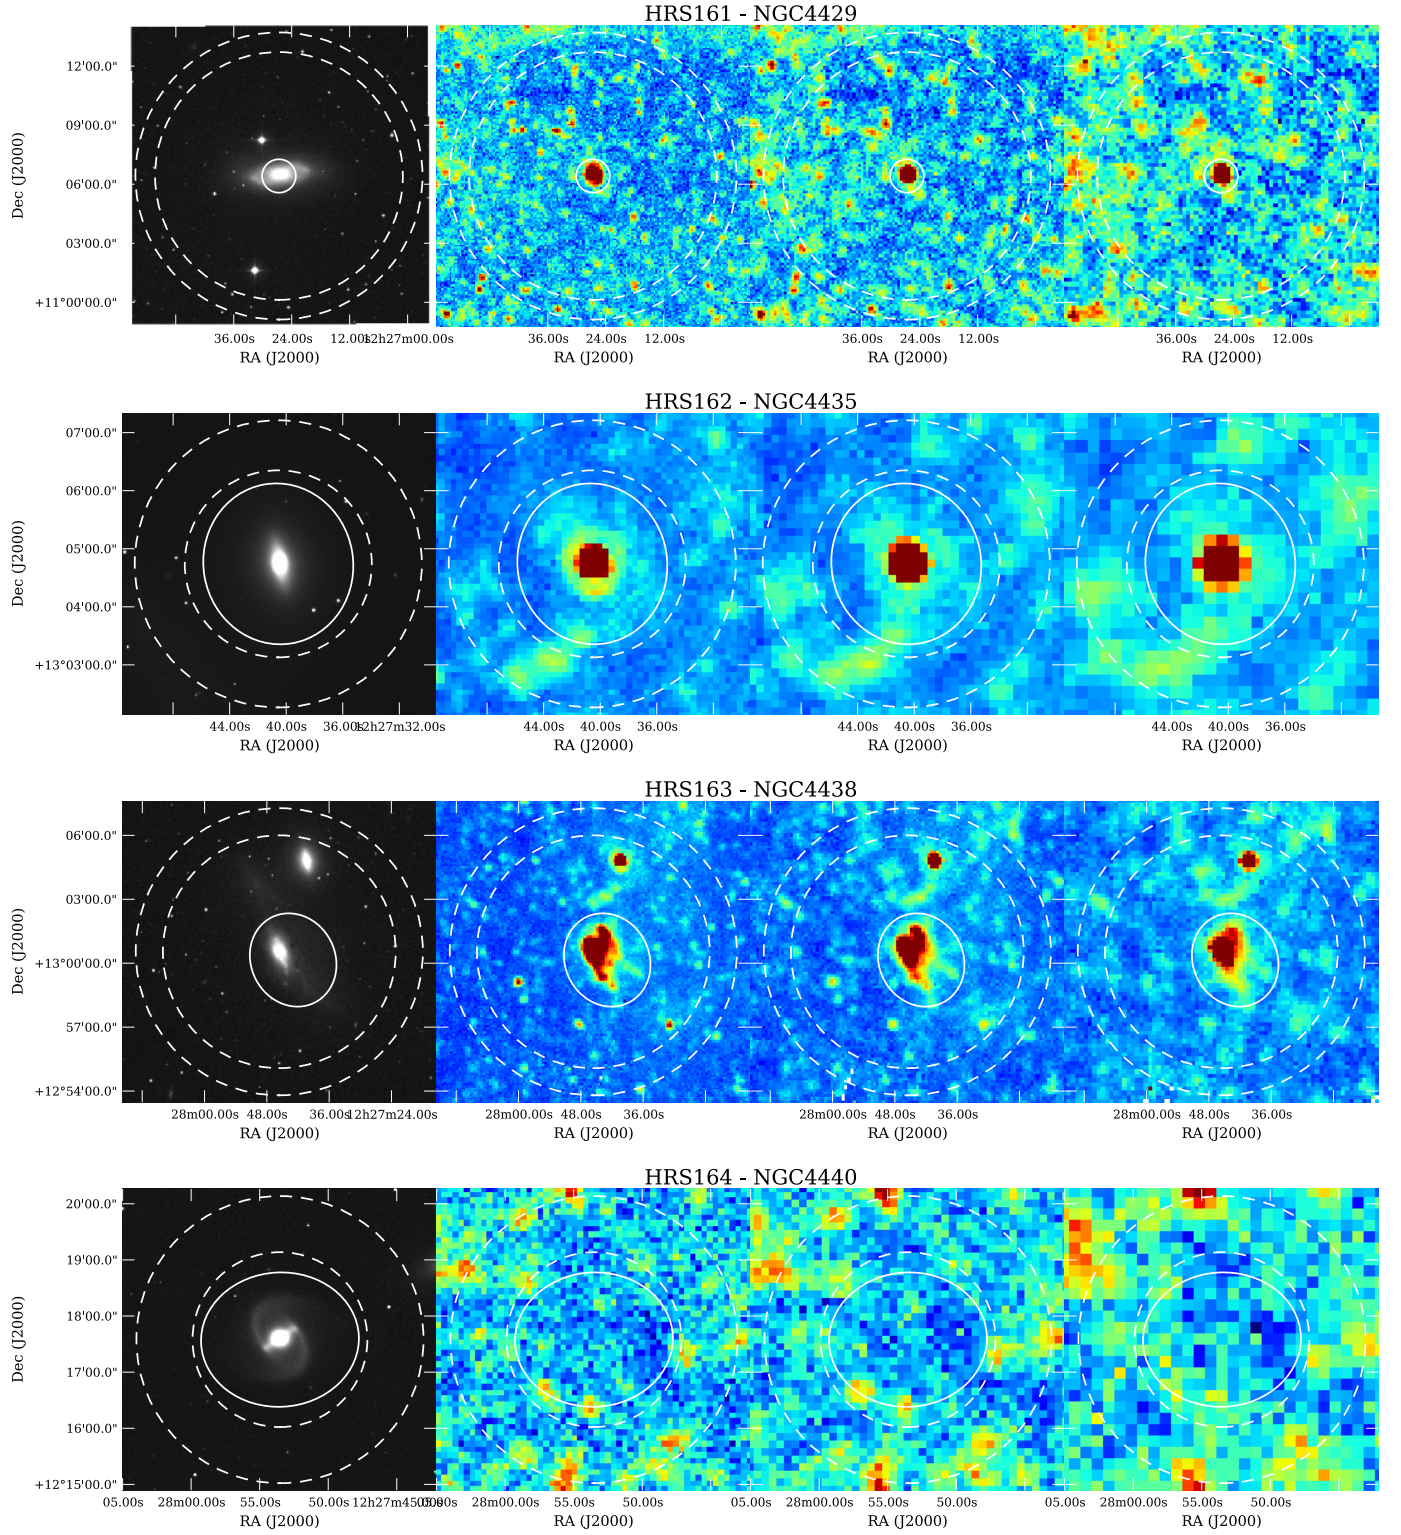 HRS161 - NGC4429
12'00.0"
09'00.0"
06'00.0"
03'00.0"
+11°00'00.0"
Dec (J2000)
36.00s 24.00s 12.00s 12h27m00.00s 36.00s 24.00s 12.00s 36.00s 24.00s 12.00s 36.00s 24.00s 12.00s
RA (J2000) RA (J2000) RA (J2000) RA (J2000)
HRS162 - NGC4435
07'00.0"
06'00.0"
05'00.0"
04'00.0"
+13°03'00.0"
Dec (J2000)
44.00s 40.00s 36.00s 12h27m32.00s 44.00s 40.00s 36.00s 44.00s 40.00s 36.00s 44.00s 40.00s 36.00s
RA (J2000) RA (J2000) RA (J2000) RA (J2000)
HRS163 - NGC4438
06'00.0"
03'00.0"
+13°00'00.0"
57'00.0"
+12°54'00.0"
Dec (J2000)
28m00.00s 48.00s 36.00s 12h27m24.00s 28m00.00s 48.00s 36.00s 28m00.00s 48.00s 36.00s 28m00.00s 48.00s 36.00s
RA (J2000) RA (J2000) RA (J2000) RA (J2000)
HRS164 - NGC4440
20'00.0"
19'00.0"
18'00.0"
17'00.0"
16'00.0"
+12°15'00.0"
Dec (J2000)
05.00s 28m00.00s 55.00s 50.00s 12h27m45.00s 05.00s 28m00.00s 55.00s 50.00s 05.00s 28m00.00s 55.00s 50.00s 05.00s 28m00.00s 55.00s 50.00s
RA (J2000) RA (J2000) RA (J2000) RA (J2000)